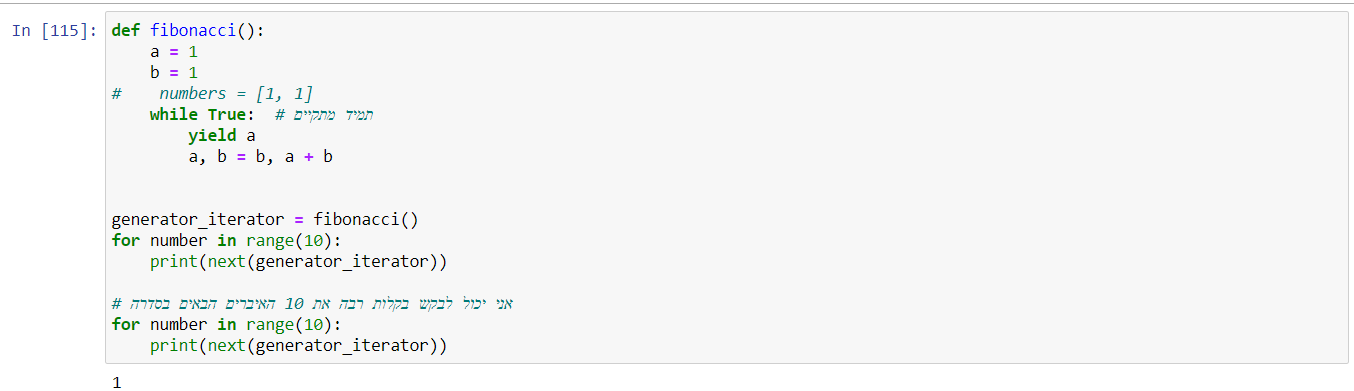 In [115]: def fibonacci():
    a = 1
    b = 1
#    numbers = [1, 1]
    while True:  # תמיד מתקיים
        yield a
        a, b = b, a + b
generator_iterator = fibonacci()
for number in range(10):
    print(next(generator_iterator))
# אני יכול לבקש בקלות רבה את 10 האיברים הבאים בסדרה
for number in range(10):
    print(next(generator_iterator))
1